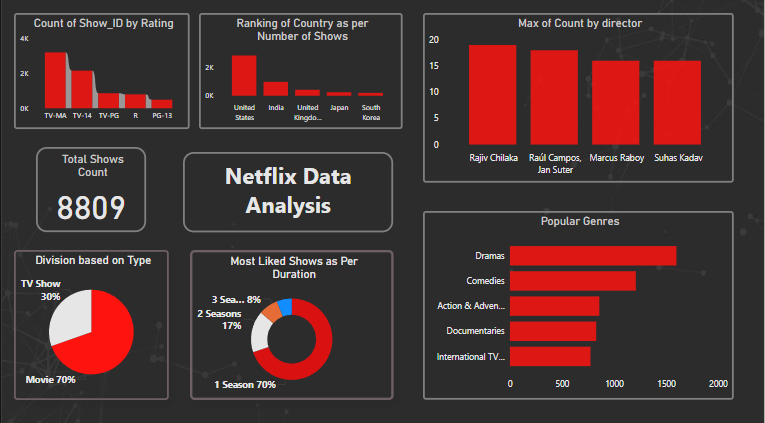 Count of Show_ID by Rating
4K
2K
0K
TV-MA TV-14 TV-PG R PG-13
Ranking of Country as per
Number of Shows
2K
0K
United
States
India
United
Kingdo...
Japan
South
Korea
Max of Count by director
20
15
10
5
0
Rajiv Chilaka
Raúl Campos,
Jan Suter
Marcus Raboy
Suhas Kadav
Total Shows
Count
8809
Netflix Data
Analysis
Division based on Type
TV Show
30%
Movie 70%
Most Liked Shows as Per
Duration
3 Sea... 8%
2 Seasons
17%
1 Season 70%
Popular Genres
Dramas
Comedies
Action & Adven...
Documentaries
International TV...
0 500 1000 1500 2000